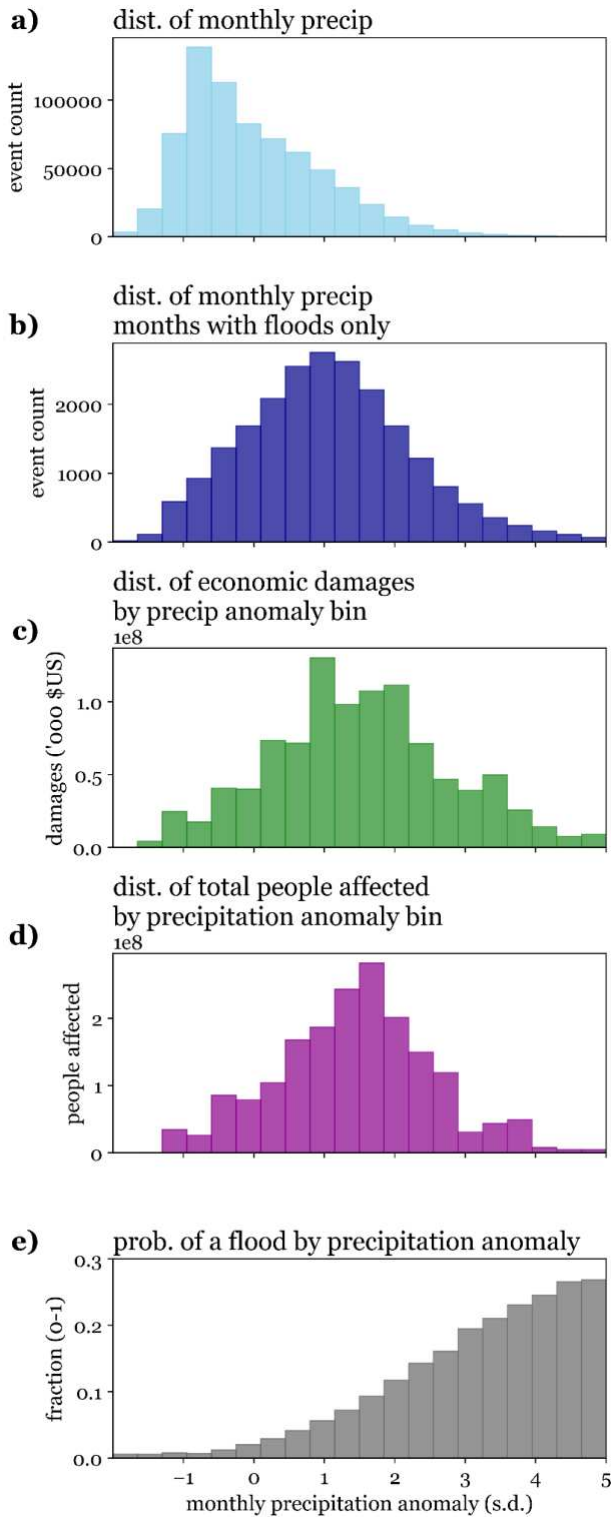 a) dist. of monthly precip
100000
50000
0
event count
dist. of monthly precip
b) months with floods only
2000
1000
0
event count
dist. of economic damages
c) by precip anomaly bin
1e8
1.0
0.5
0.0
damages ('000 $US)
dist. of total people affected
d) by precipitation anomaly bin
1e8
2
1
0
people affected
e) prob. of a flood by precipitation anomaly
0.3
0.2
0.1
0.0
fraction (0-1)
−1 0 1 2 3 4 5
monthly precipitation anomaly (s.d.)